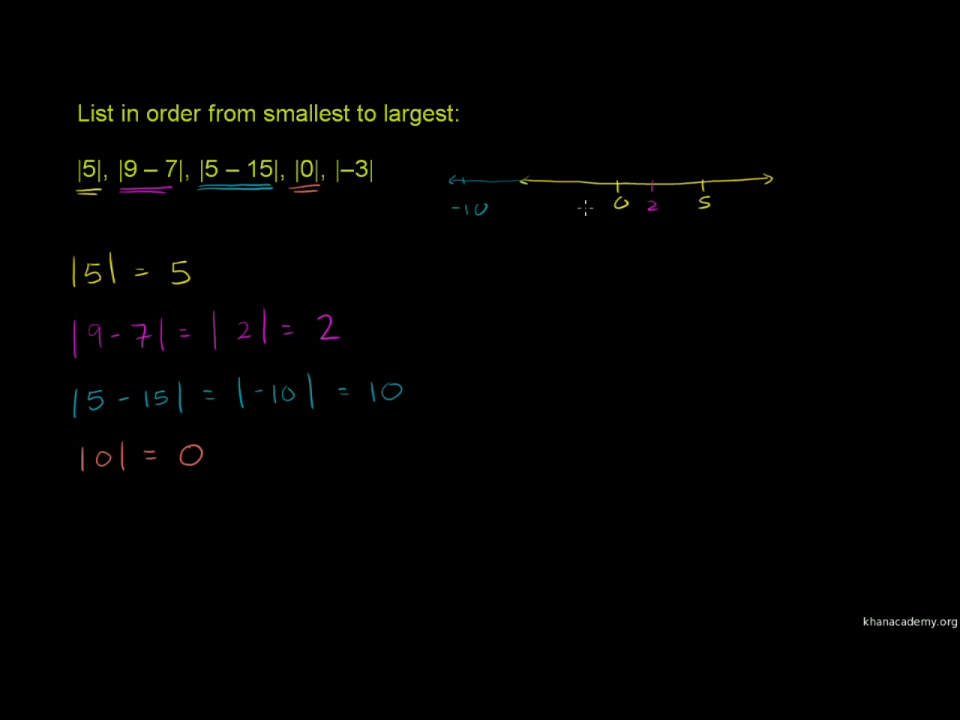 List in order from smallest to largest:
|5|, |9 – 7|, |5 – 15|, |0|, |–3|
-10 0 2 5
|5| = 5
|9 - 7| = | 2| = 2
|5 - 15| = |-10| = 10
|0| = 0
khanacademy.org